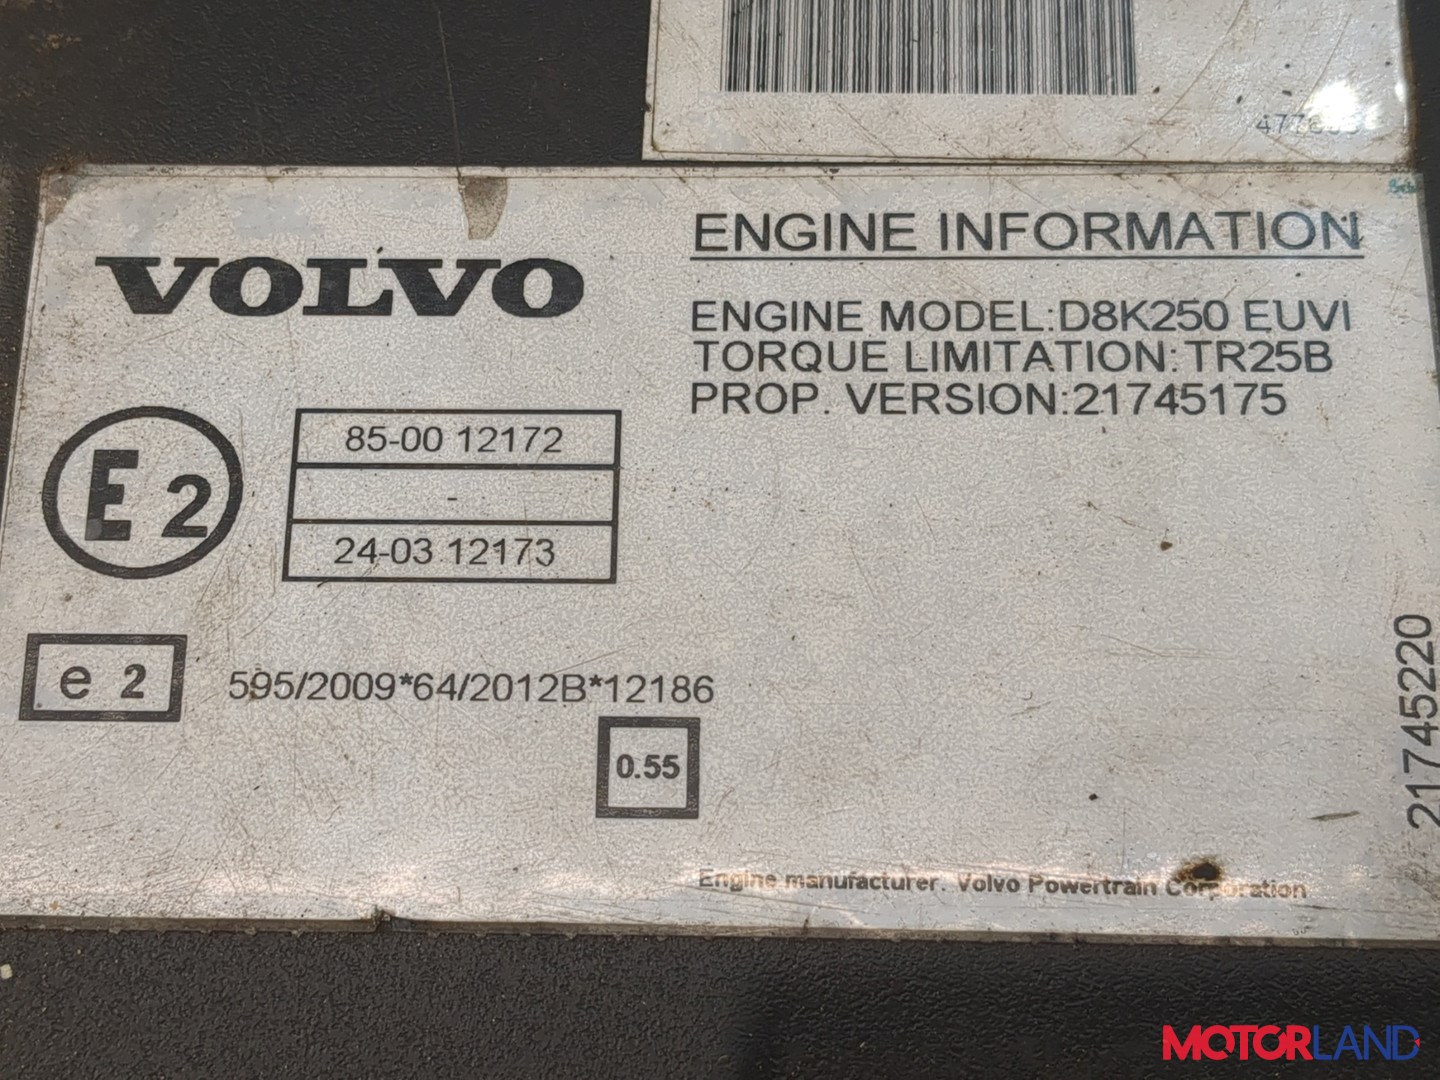 VOLVO
ENGINE INFORMATION
ENGINE MODEL:D8K250 EUVI
TORQUE LIMITATION:TR25B
PROP. VERSION:21745175
E2
85-00 12172
-
24-03 12173
e 2
595/2009*64/2012B*12186
0.55
21745220
Engine manufacturer. Volvo Powertrain Corporation
MOTORLAND